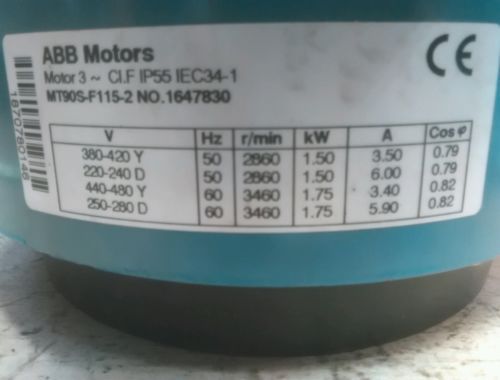 ABB Motors
Motor 3 ~ Cl.F IP55 IEC34-1
MT90S-F115-2 NO.1647830
V Hz r/min kW A Cos φ
380-420 Y 50 2860 1.50 3.50 0.79
220-240 D 50 2860 1.50 6.00 0.79
440-480 Y 60 3460 1.75 3.40 0.82
250-280 D 60 3460 1.75 5.90 0.82
CE